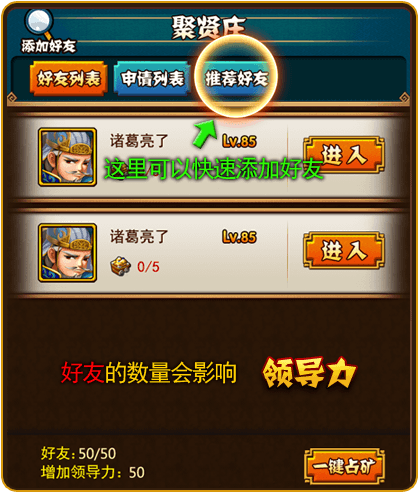 聚贤庄
添加好友
好友列表
申请列表
推荐好友
诸葛亮了
Lv.85
进入
这里可以快速添加好友
诸葛亮了
Lv.85
0/5
进入
好友的数量会影响 领导力
好友：50/50
增加领导力：50
一键占矿